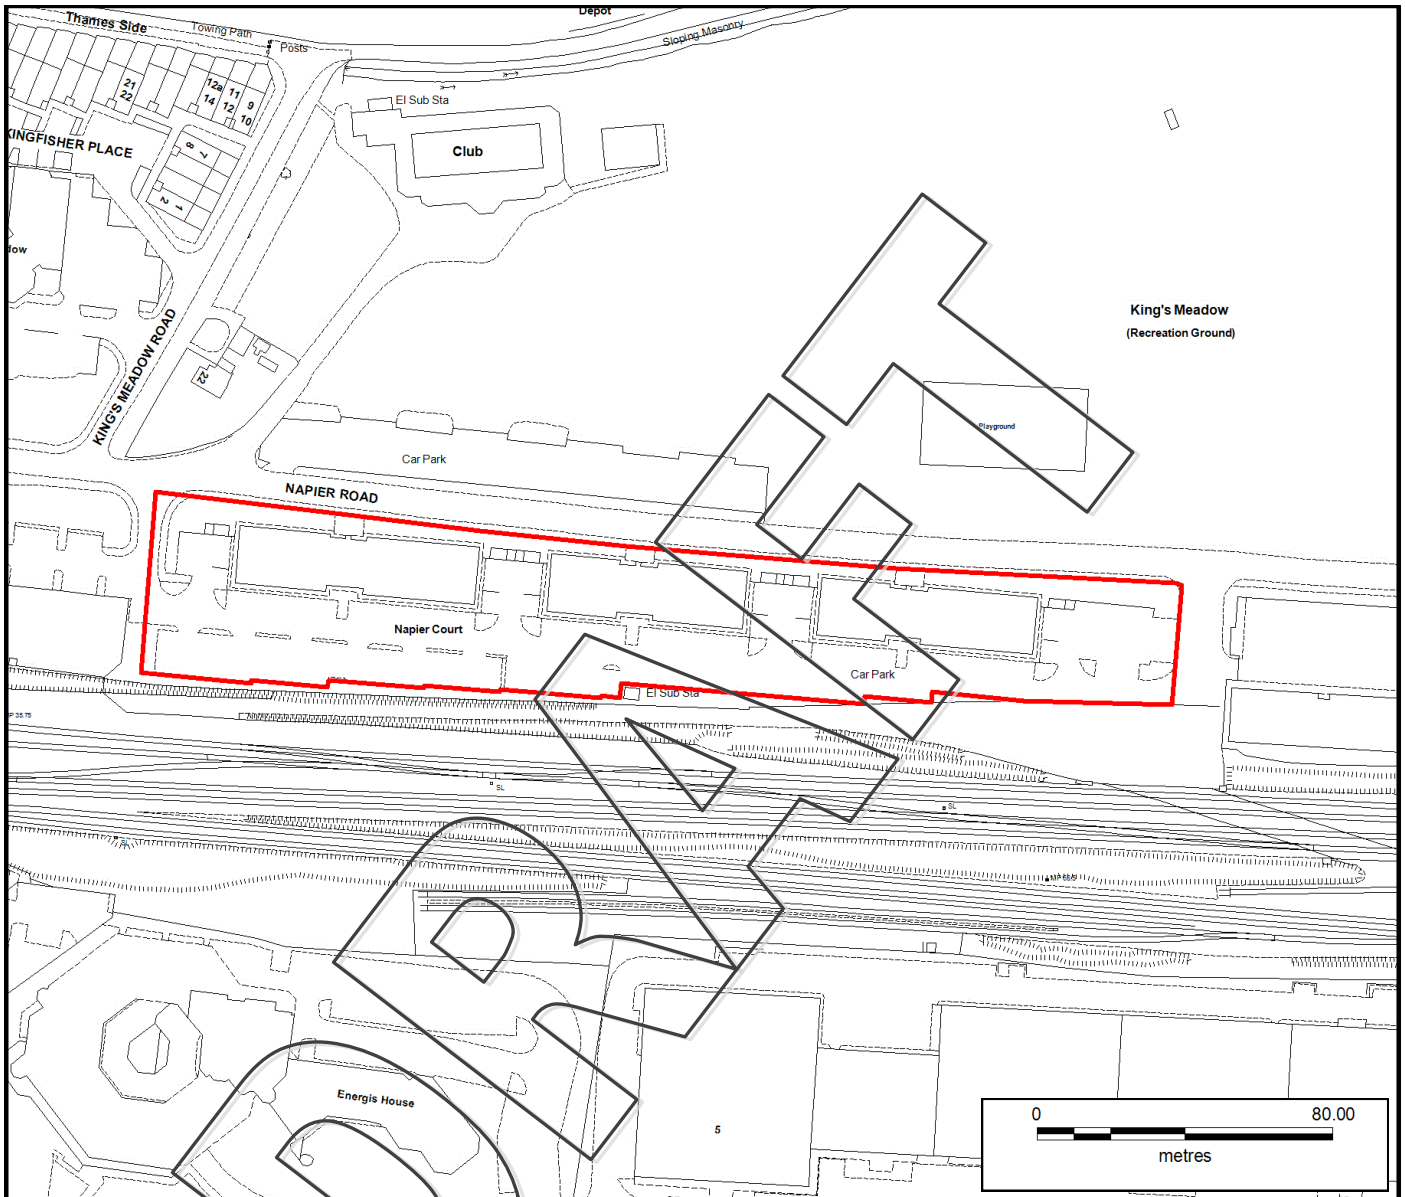 Depot
Thames Side
Towing Path
Posts
Sloping Masonry
El Sub Sta
Club
21
22
12a
14
11
12
9
10
KINGFISHER PLACE
8
7
2
1
KING'S MEADOW ROAD
22
King's Meadow
(Recreation Ground)
Playground
Car Park
NAPIER ROAD
Napier Court
Car Park
El Sub Sta
SL
SL
SL
Energis House
5
DRAFT
0 80.00
metres